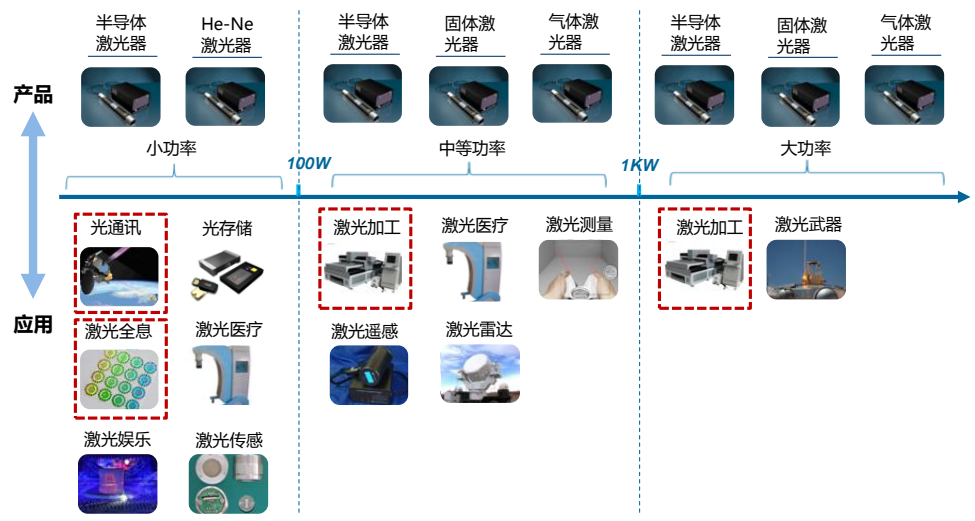 半导体
激光器
He-Ne
激光器
半导体
激光器
固体激
光器
气体激
光器
半导体
激光器
固体激
光器
气体激
光器
产品
小功率
100W
中等功率
1KW
大功率
应用
光通讯
光存储
激光加工
激光医疗
激光测量
激光加工
激光武器
激光全息
激光医疗
激光遥感
激光雷达
激光娱乐
激光传感